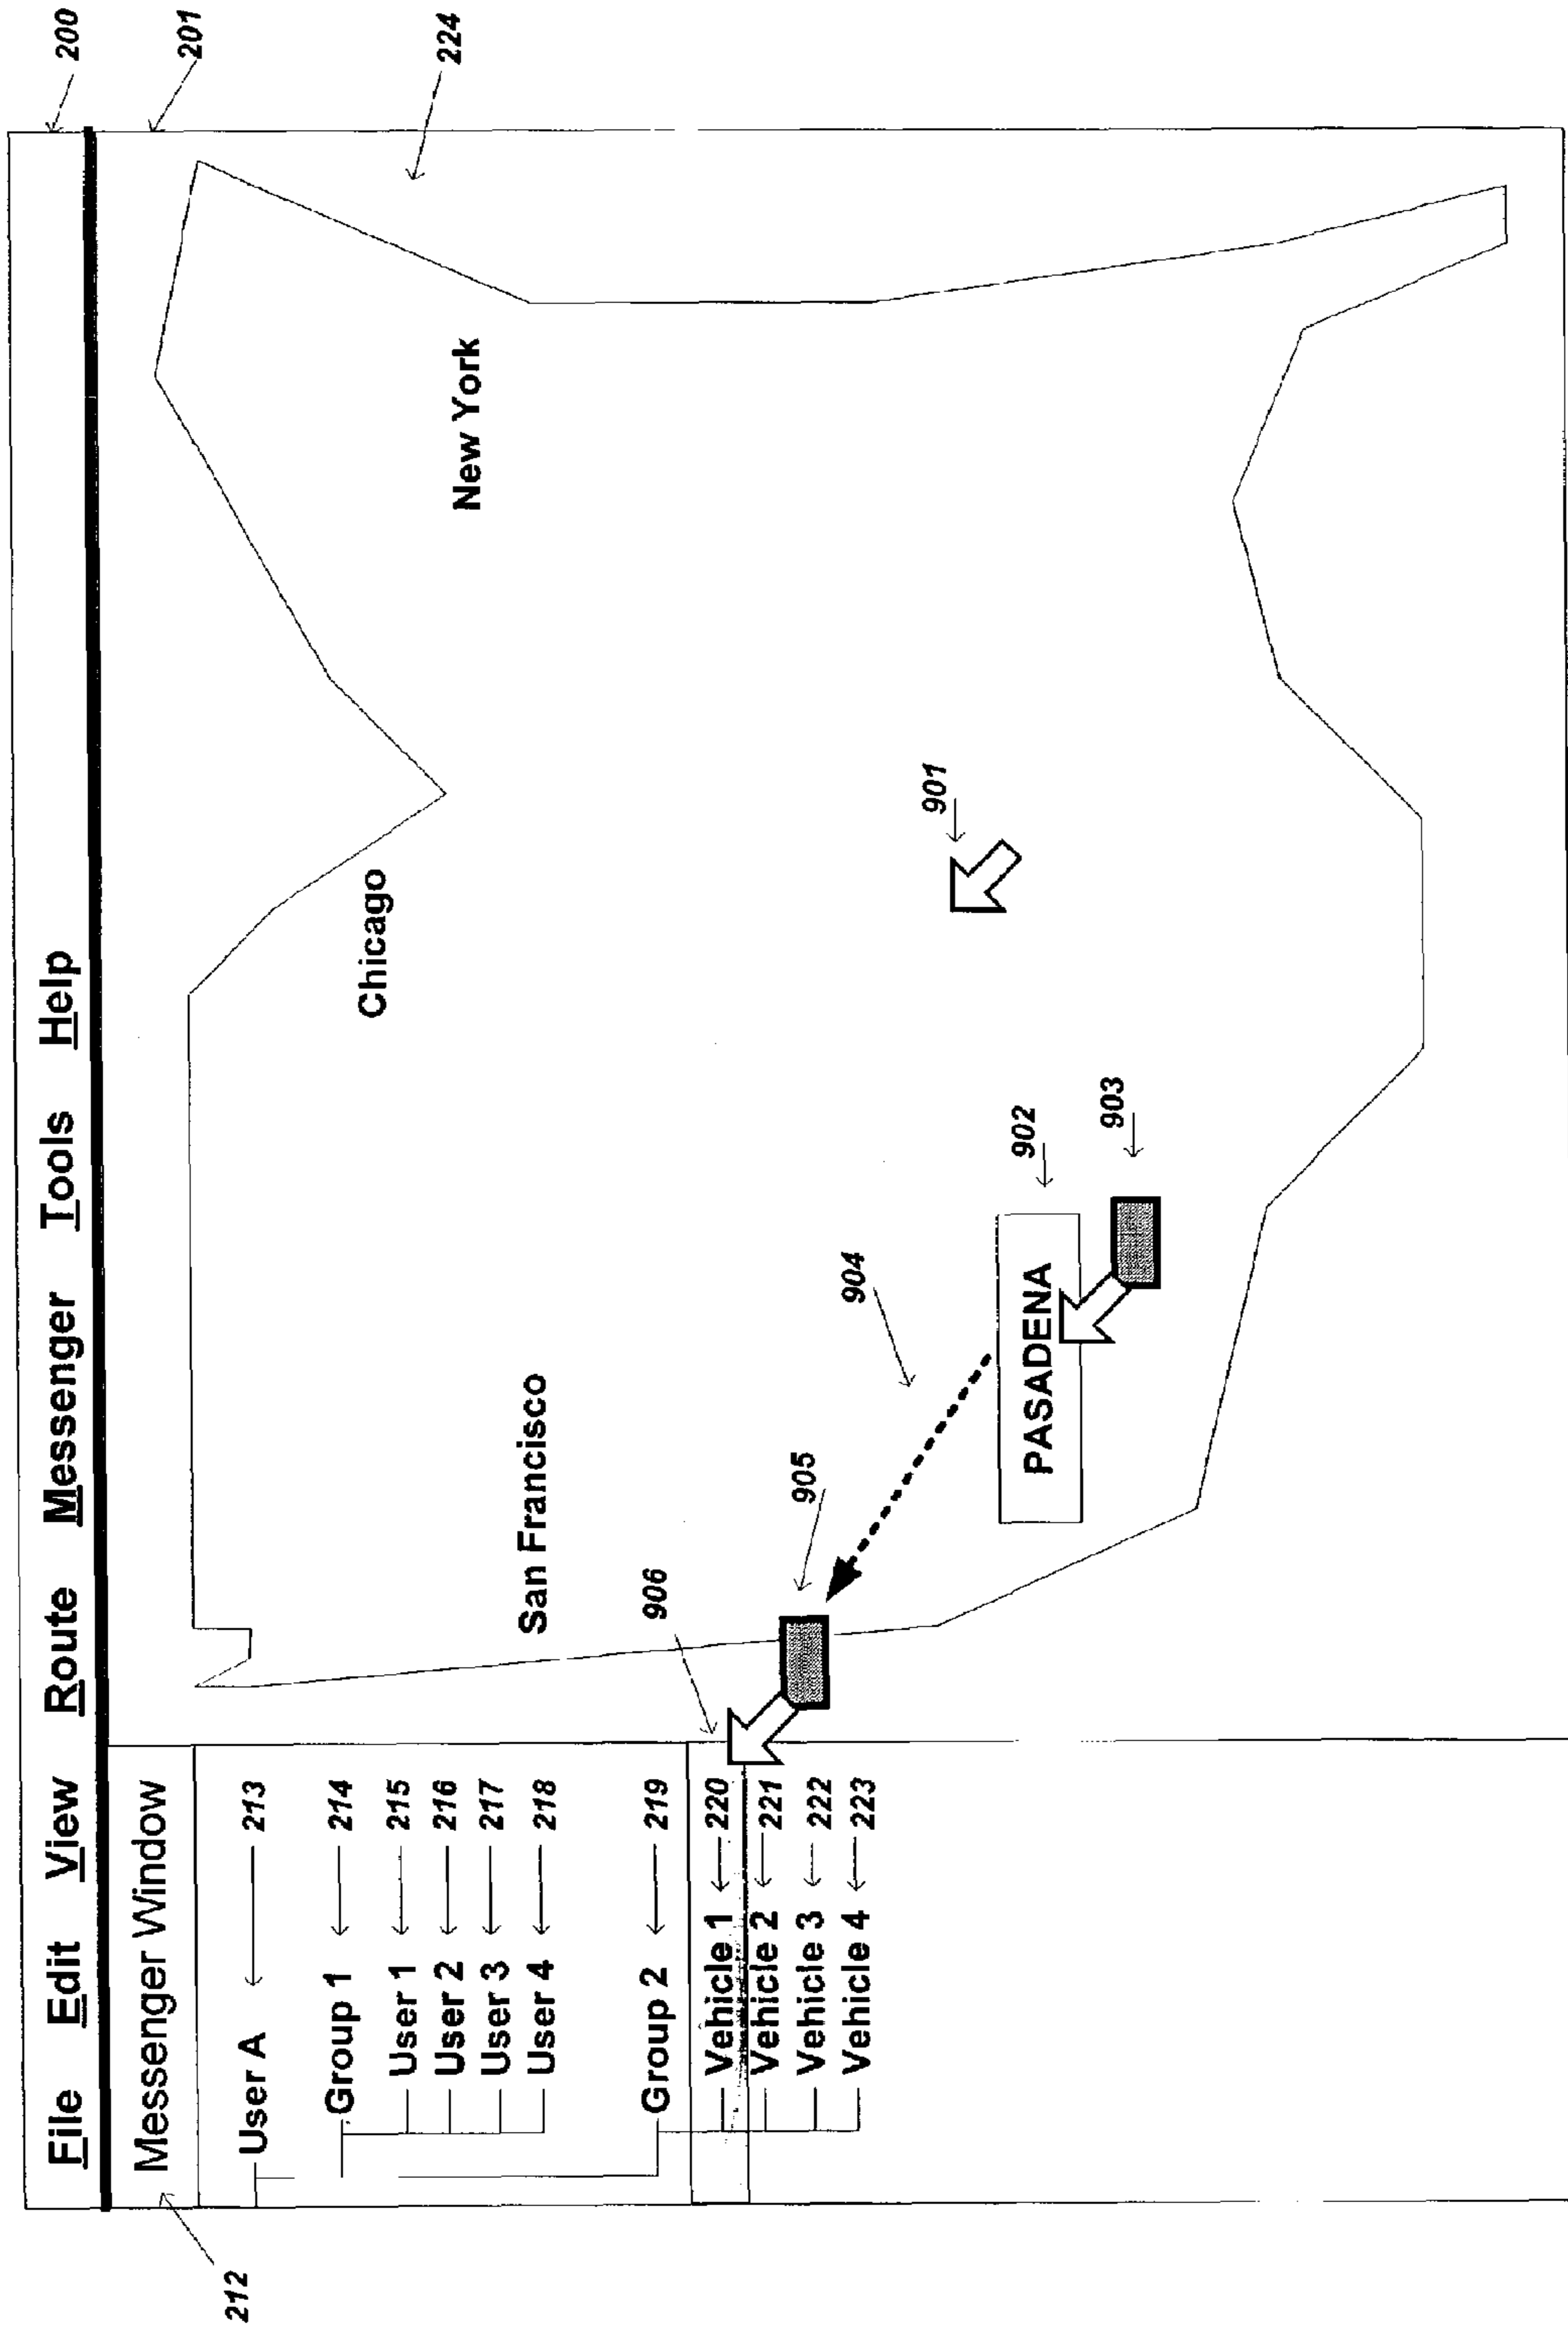 File Edit View Route Messenger Tools Help
200
201
212
Messenger Window
User A 213
Group 1 214
User 1 215
User 2 216
User 3 217
User 4 218
Group 2 219
Vehicle 1 220
Vehicle 2 221
Vehicle 3 222
Vehicle 4 223
224
Chicago
New York
San Francisco
906
905
904
901
PASADENA
902
903